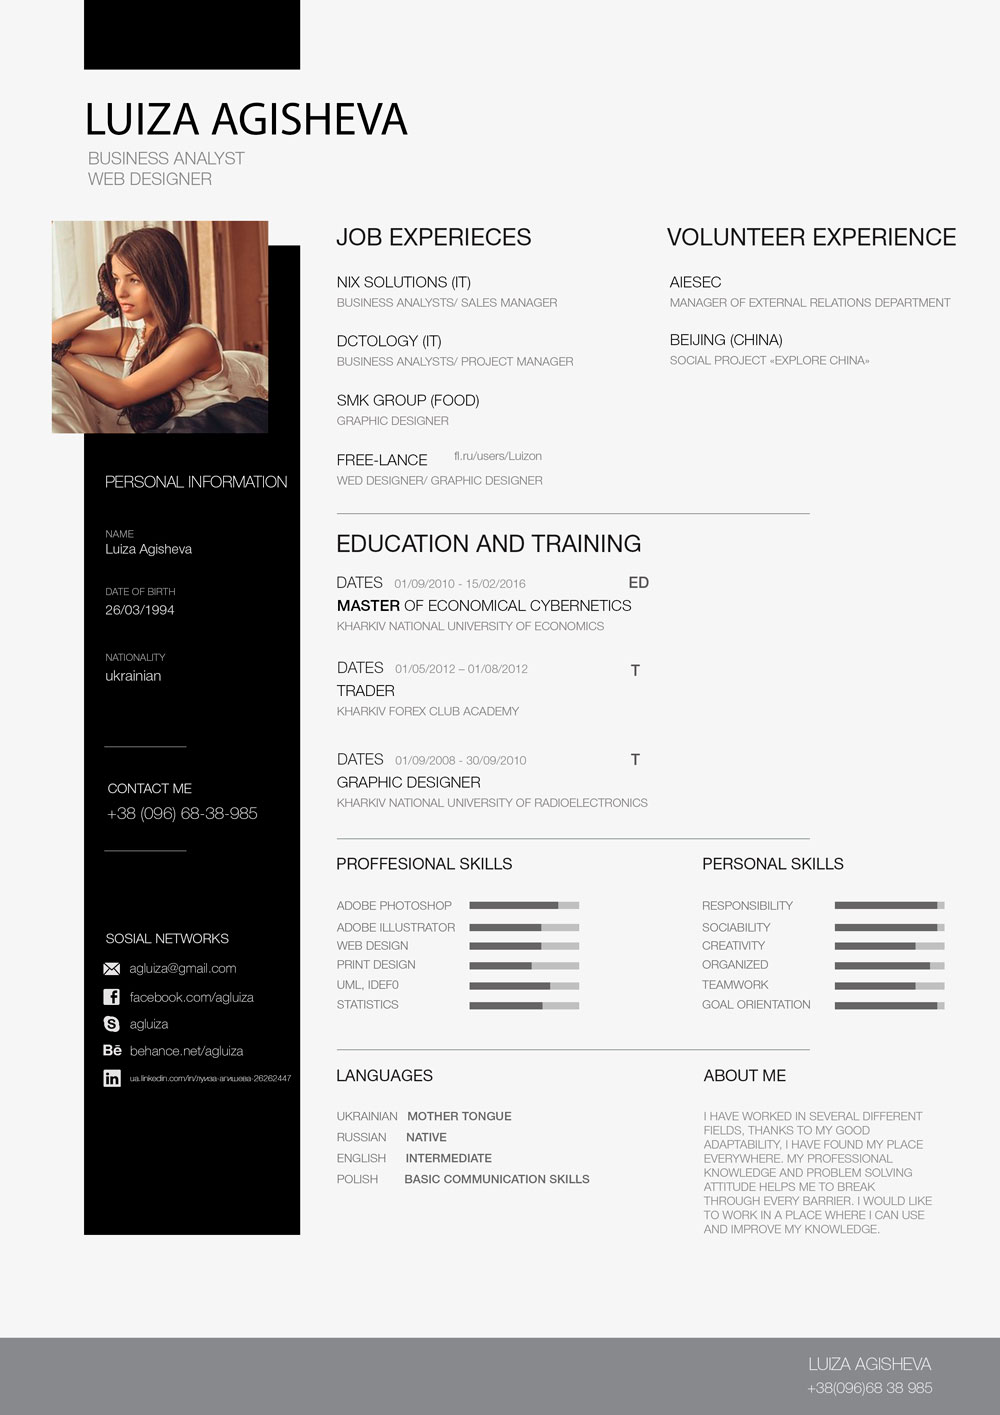 LUIZA AGISHEVA
BUSINESS ANALYST
WEB DESIGNER
PERSONAL INFORMATION
NAME
Luiza Agisheva
DATE OF BIRTH
26/03/1994
NATIONALITY
ukrainian
CONTACT ME
+38 (096) 68-38-985
SOSIAL NETWORKS
agluiza@gmail.com
facebook.com/agluiza
agluiza
Bē behance.net/agluiza
in ua.linkedin.com/in/луиза-агишева-26262447
JOB EXPERIECES
NIX SOLUTIONS (IT)
BUSINESS ANALYSTS/ SALES MANAGER
DCTOLOGY (IT)
BUSINESS ANALYSTS/ PROJECT MANAGER
SMK GROUP (FOOD)
GRAPHIC DESIGNER
FREE-LANCE fl.ru/users/Luizon
WED DESIGNER/ GRAPHIC DESIGNER
VOLUNTEER EXPERIENCE
AIESEC
MANAGER OF EXTERNAL RELATIONS DEPARTMENT
BEIJING (CHINA)
SOCIAL PROJECT «EXPLORE CHINA»
EDUCATION AND TRAINING
DATES 01/09/2010 - 15/02/2016 ED
MASTER OF ECONOMICAL CYBERNETICS
KHARKIV NATIONAL UNIVERSITY OF ECONOMICS
DATES 01/05/2012 – 01/08/2012 T
TRADER
KHARKIV FOREX CLUB ACADEMY
DATES 01/09/2008 - 30/09/2010 T
GRAPHIC DESIGNER
KHARKIV NATIONAL UNIVERSITY OF RADIOELECTRONICS
PROFFESIONAL SKILLS
ADOBE PHOTOSHOP
ADOBE ILLUSTRATOR
WEB DESIGN
PRINT DESIGN
UML, IDEF0
STATISTICS
PERSONAL SKILLS
RESPONSIBILITY
SOCIABILITY
CREATIVITY
ORGANIZED
TEAMWORK
GOAL ORIENTATION
LANGUAGES
UKRAINIAN MOTHER TONGUE
RUSSIAN NATIVE
ENGLISH INTERMEDIATE
POLISH BASIC COMMUNICATION SKILLS
ABOUT ME
I HAVE WORKED IN SEVERAL DIFFERENT
FIELDS, THANKS TO MY GOOD
ADAPTABILITY, I HAVE FOUND MY PLACE
EVERYWHERE. MY PROFESSIONAL
KNOWLEDGE AND PROBLEM SOLVING
ATTITUDE HELPS ME TO BREAK
THROUGH EVERY BARRIER. I WOULD LIKE
TO WORK IN A PLACE WHERE I CAN USE
AND IMPROVE MY KNOWLEDGE.
LUIZA AGISHEVA
+38(096)68 38 985